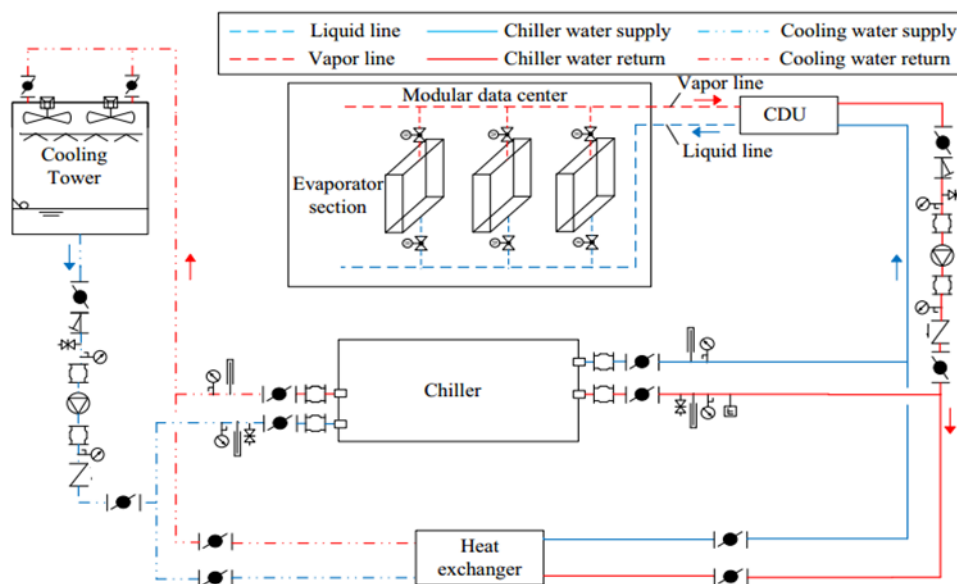 Liquid line
Chiller water supply
Cooling water supply
Vapor line
Chiller water return
Cooling water return
Modular data center
Vapor line
CDU
Liquid line
Cooling
Tower
Evaporator
section
Chiller
Heat
exchanger